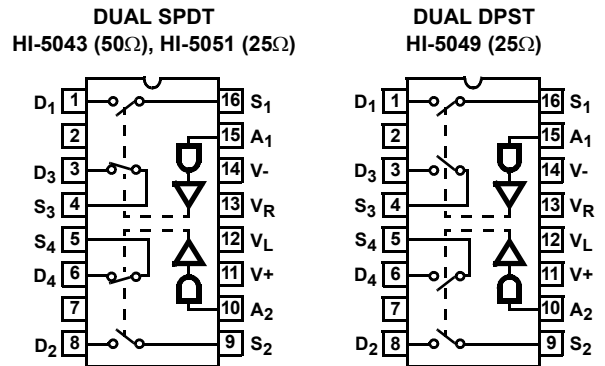 DUAL SPDT
HI-5043 (50Ω), HI-5051 (25Ω)
D1 1 16 S1
2 15 A1
D3 3 14 V-
S3 4 13 VR
S4 5 12 VL
D4 6 11 V+
7 10 A2
D2 8 9 S2
DUAL DPST
HI-5049 (25Ω)
D1 1 16 S1
2 15 A1
D3 3 14 V-
S3 4 13 VR
S4 5 12 VL
D4 6 11 V+
7 10 A2
D2 8 9 S2